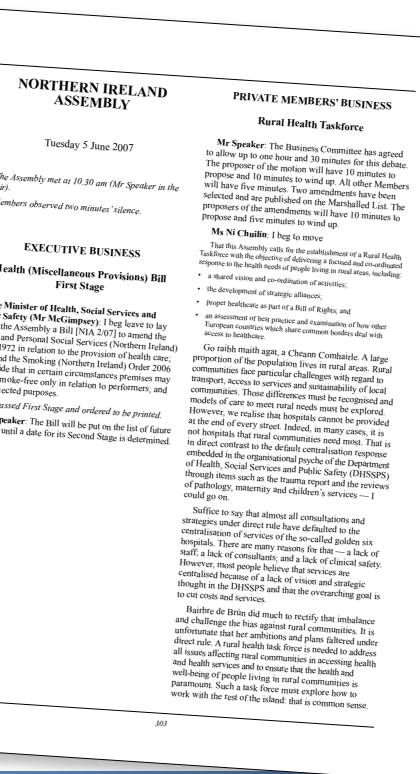 NORTHERN IRELAND
ASSEMBLY
Tuesday 5 June 2007
The Assembly met at 10.30 am (Mr Speaker in the
observed two minutes' silence.
EXECUTIVE BUSINESS
(Miscellaneous Provisions) Bill
First Stage
Minister of Health, Social Services and
Safety (Mr McGimpsey): I beg leave to lay
the Assembly a Bill [NIA 2/07] to amend the
and Personal Social Services (Northern Ireland)
1972 in relation to the provision of health care;
the Smoking (Northern Ireland) Order 2006
that in certain circumstances premises may
smoke-free only in relation to performers; and
purposes.
First Stage and ordered to be printed.
The Bill will be put on the list of future
until a date for its Second Stage is determined.
PRIVATE MEMBERS' BUSINESS
Rural Health Taskforce
Mr Speaker: The Business Committee has agreed
to allow up to one hour and 30 minutes for this debate.
The proposer of the motion will have 10 minutes to
propose and 10 minutes to wind up. All other Members
will have five minutes. Two amendments have been
selected and are published on the Marshalled List. The
proposers of the amendments will have 10 minutes to
propose and five minutes to wind up.
Ms Ní Chuilín: I beg to move
That this Assembly calls for the establishment of a Rural Health
Taskforce with the objective of delivering a focused and co-ordinated
response to the health needs of people living in rural areas, including:
• a shared vision and co-ordination of activities;
• the development of strategic alliances;
• proper healthcare as part of a Bill of Rights; and
• an assessment of best practice and examination of how other
European countries which share common borders deal with
access to healthcare.
Go raibh maith agat, a Cheann Comhairle. A large
proportion of the population lives in rural areas. Rural
communities face particular challenges with regard to
transport, access to services and sustainability of local
communities. Those differences must be recognised and
models of care to meet rural needs must be explored.
However, we realise that hospitals cannot be provided
at the end of every street. Indeed, in many cases, it is
not hospitals that rural communities need most. That is
in direct contrast to the default centralisation response
embedded in the organisational psyche of the Department
of Health, Social Services and Public Safety (DHSSPS)
through items such as the trauma report and the reviews
of pathology, maternity and children's services — I
could go on.
Suffice to say that almost all consultations and
strategies under direct rule have defaulted to the
centralisation of services of the so-called golden six
hospitals. There are many reasons for that — a lack of
staff; a lack of consultants; and a lack of clinical safety.
However, most people believe that services are
centralised because of a lack of vision and strategic
thought in the DHSSPS and that the overarching goal is
to cut costs and services.
Bairbre de Brún did much to rectify that imbalance
and challenge the bias against rural communities. It is
unfortunate that her ambitions and plans faltered under
direct rule. A rural health task force is needed to address
all issues affecting rural communities in accessing health
and health services and to ensure that the health and
well-being of people living in rural communities is
paramount. Such a task force must explore how to
work with the rest of the island: that is common sense.
303